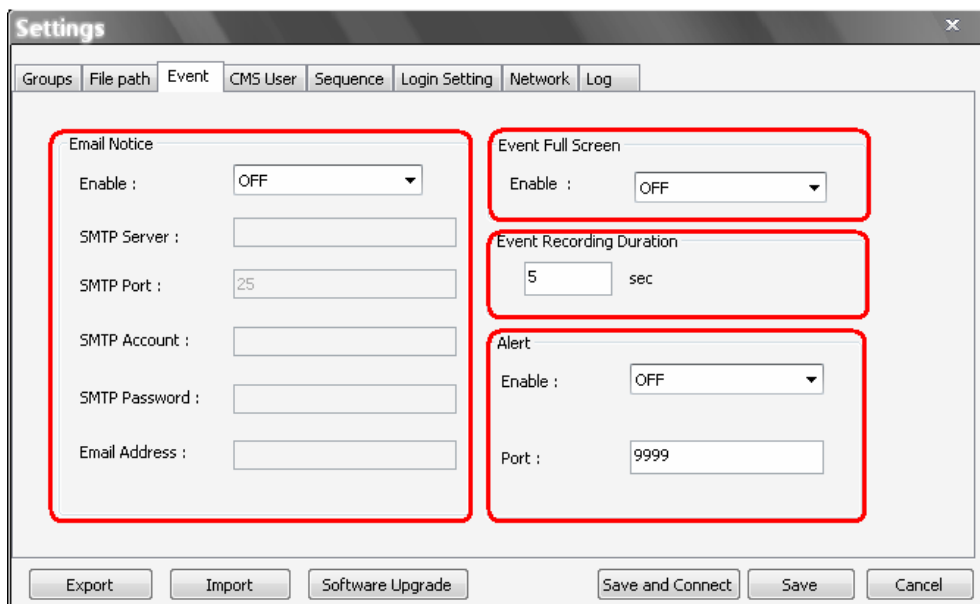 Settings
Groups File path Event CMS User Sequence Login Setting Network Log
Email Notice
Enable : OFF
SMTP Server :
SMTP Port : 25
SMTP Account :
SMTP Password :
Email Address :
Event Full Screen
Enable : OFF
Event Recording Duration
5 sec
Alert
Enable : OFF
Port : 9999
Export Import Software Upgrade Save and Connect Save Cancel